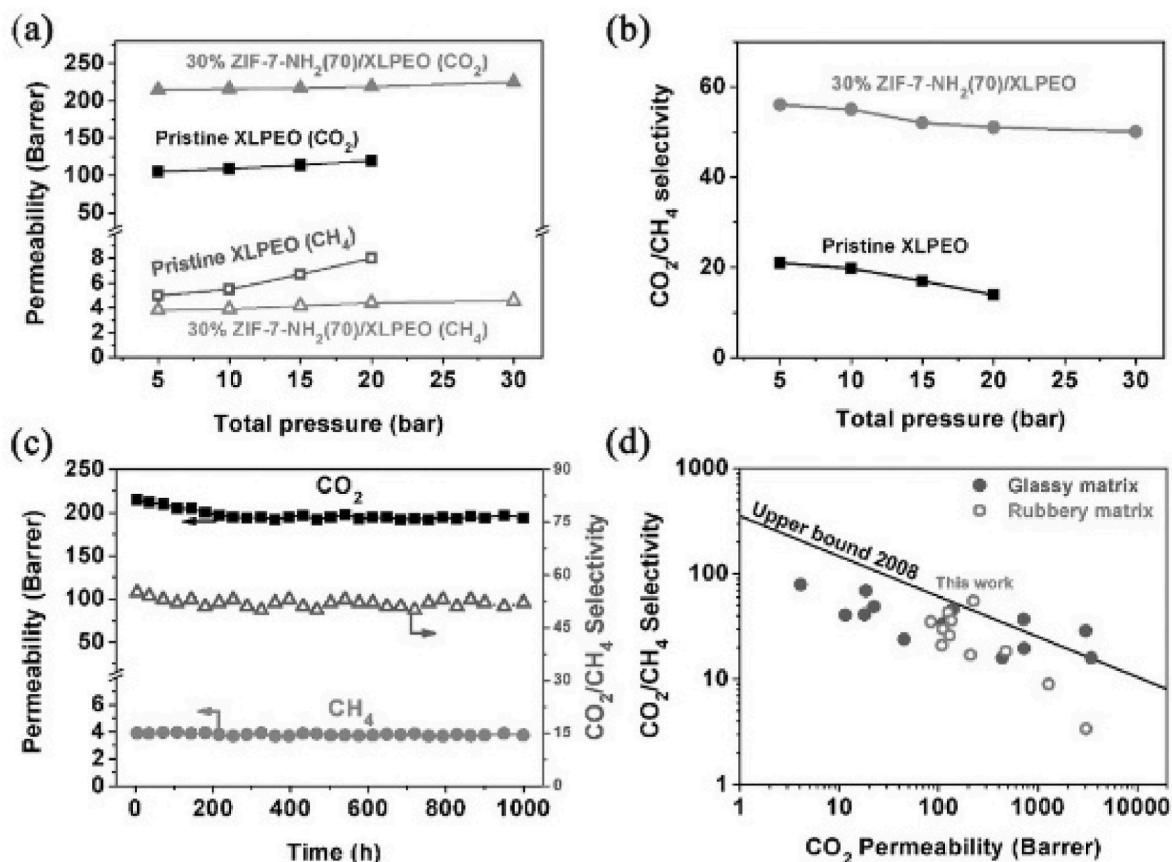 (a)
Permeability (Barrer)
250
225
200
175
150
125
100
75
50
8
6
4
2
0
30% ZIF-7-NH₂(70)/XLPEO (CO₂)
Pristine XLPEO (CO₂)
Pristine XLPEO (CH₄)
30% ZIF-7-NH₂(70)/XLPEO (CH₄)
5 10 15 20 25 30
Total pressure (bar)
(b)
CO₂/CH₄ selectivity
60
40
20
0
30% ZIF-7-NH₂(70)/XLPEO
Pristine XLPEO
5 10 15 20 25 30
Total pressure (bar)
(c)
Permeability (Barrer)
250
200
150
100
50
8
6
4
2
0
CO₂
CH₄
90
75
60
45
30
15
0
CO₂/CH₄ Selectivity
0 200 400 600 800 1000
Time (h)
(d)
CO₂/CH₄ Selectivity
1000
100
10
1
Glassy matrix
Rubbery matrix
Upper bound 2008
This work
1 10 100 1000 10000
CO₂ Permeability (Barrer)